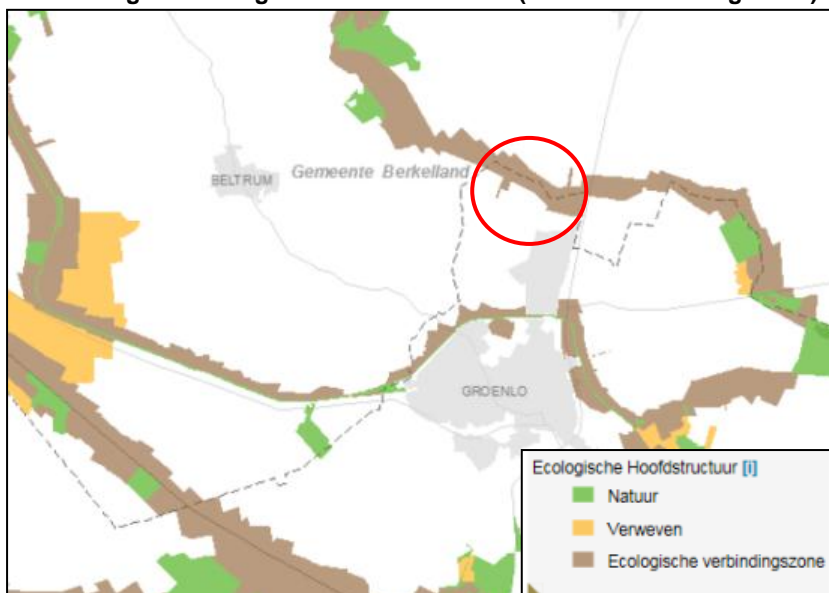 BELTRUM
Gemeente Berkelland
GROENLO
Ecologische Hoofdstructuur [i]
Natuur
Verweven
Ecologische verbindingszone